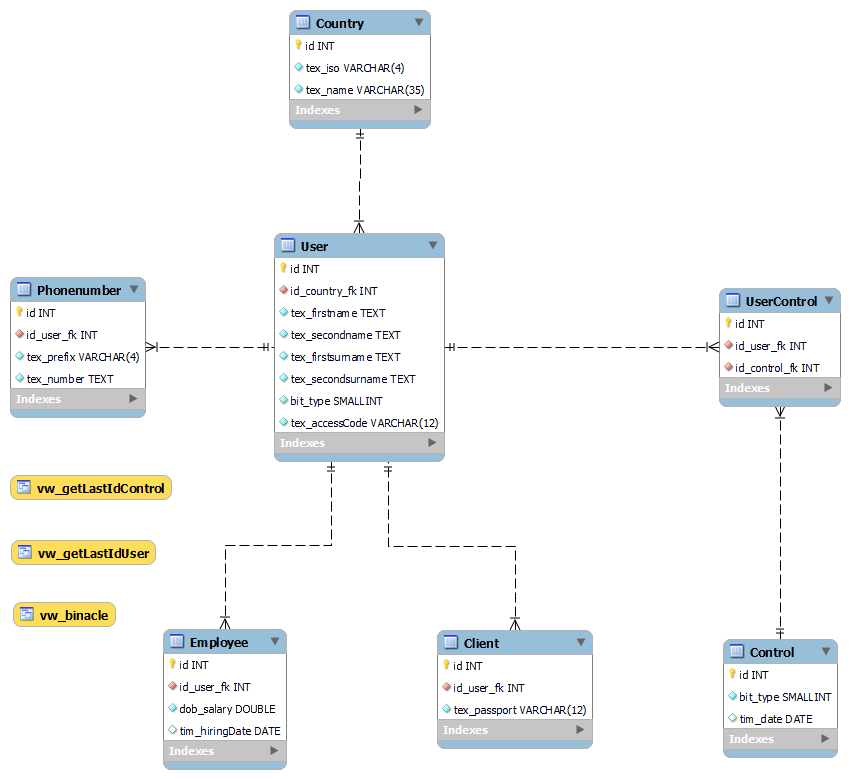 Country
id INT
tex_iso VARCHAR(4)
tex_name VARCHAR(35)
Indexes
User
id INT
id_country_fk INT
tex_firstname TEXT
tex_secondname TEXT
tex_firstsurname TEXT
tex_secondsurname TEXT
bit_type SMALLINT
tex_accessCode VARCHAR(12)
Indexes
Phonenumber
id INT
id_user_fk INT
tex_prefix VARCHAR(4)
tex_number TEXT
Indexes
UserControl
id INT
id_user_fk INT
id_control_fk INT
Indexes
vw_getLastIdControl
vw_getLastIdUser
vw_binacle
Employee
id INT
id_user_fk INT
dob_salary DOUBLE
tim_hiringDate DATE
Indexes
Client
id INT
id_user_fk INT
tex_passport VARCHAR(12)
Indexes
Control
id INT
bit_type SMALLINT
tim_date DATE
Indexes